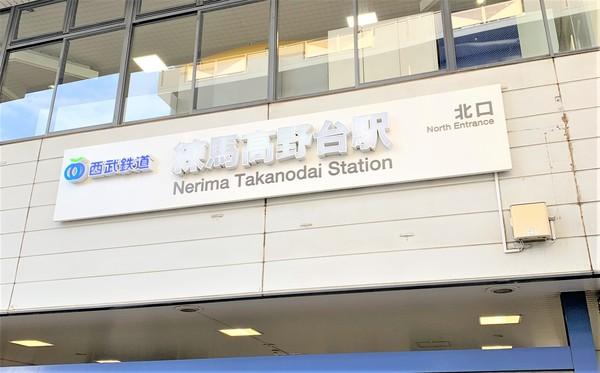 西武鉄道
練馬高野台駅
Nerima Takanodai Station
北口
North Entrance